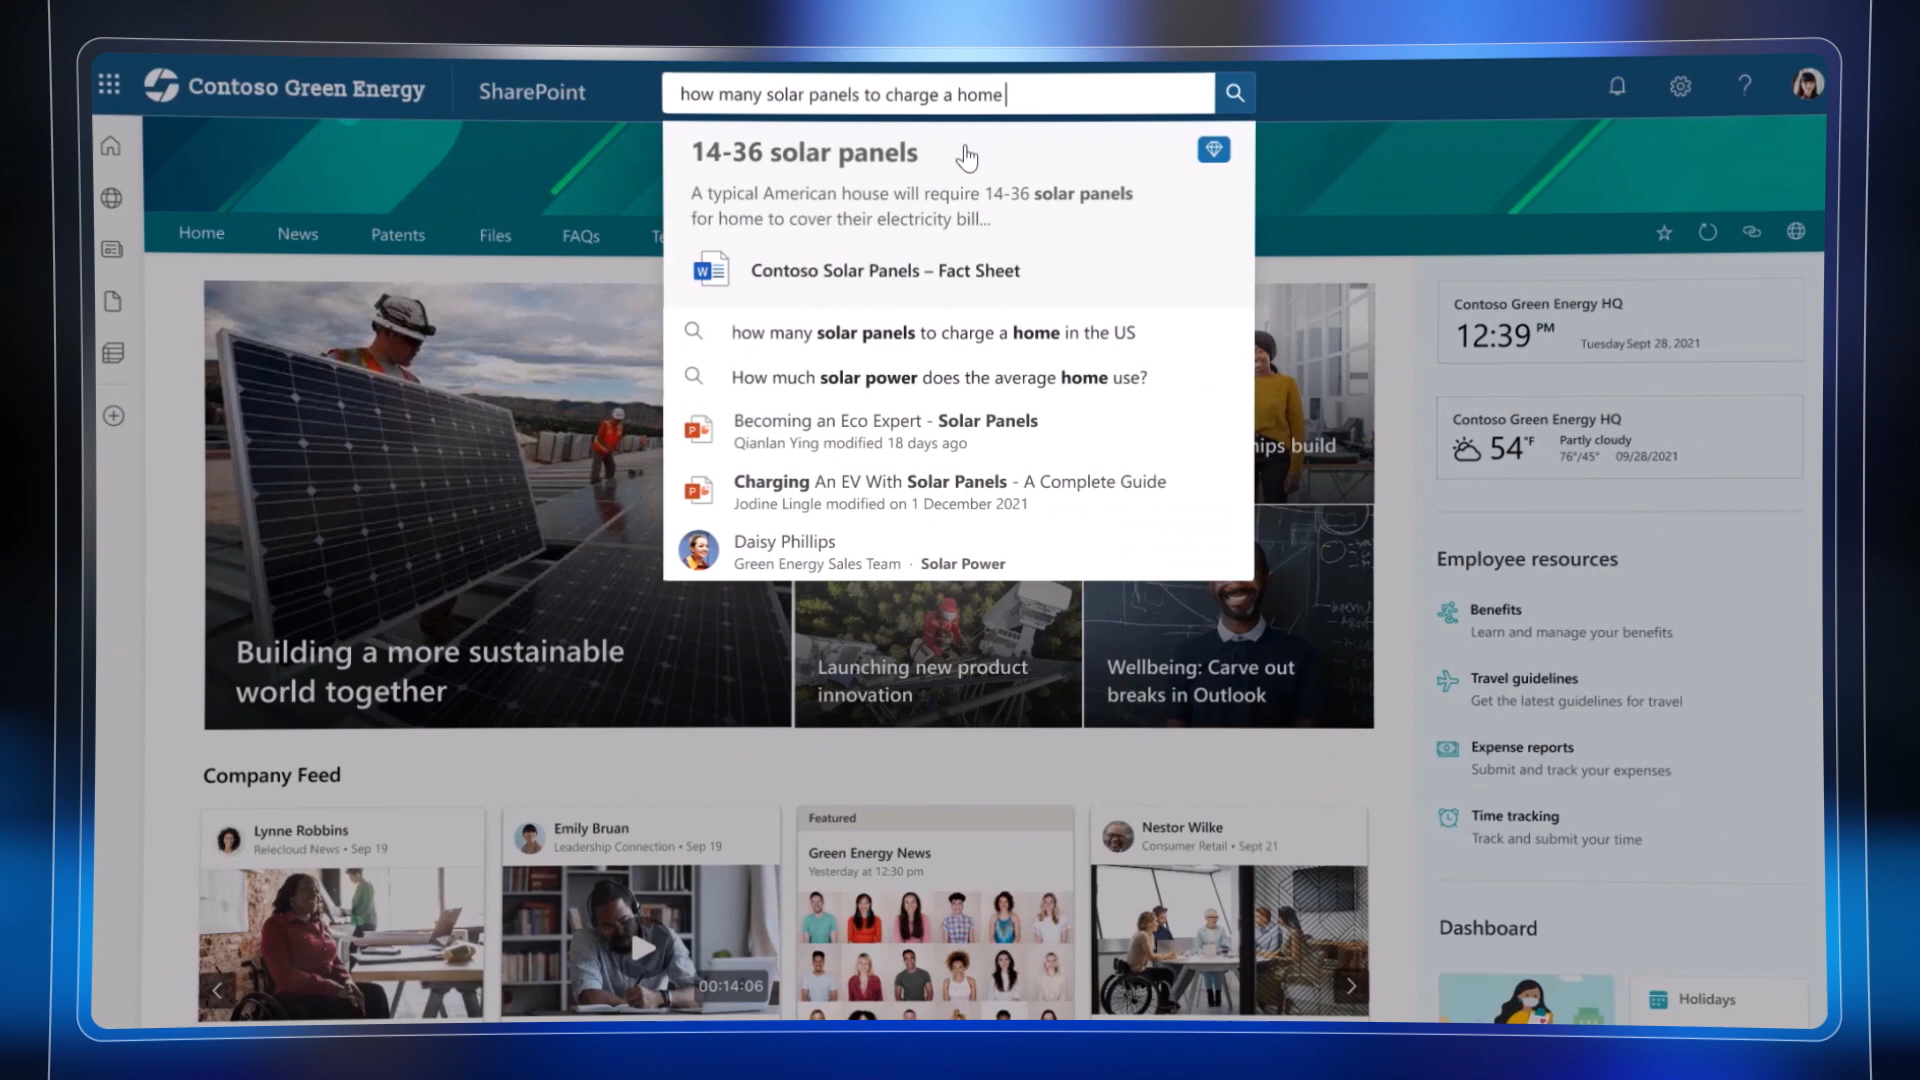 Contoso Green Energy
SharePoint
how many solar panels to charge a home
14-36 solar panels
A typical American house will require 14-36 solar panels
for home to cover their electricity bill...
Contoso Solar Panels – Fact Sheet
how many solar panels to charge a home in the US
How much solar power does the average home use?
Becoming an Eco Expert - Solar Panels
Qianlan Ying modified 18 days ago
Charging An EV With Solar Panels - A Complete Guide
Jodine Lingle modified on 1 December 2021
Daisy Phillips
Green Energy Sales Team · Solar Power
Home
News
Patents
Files
FAQs
Building a more sustainable
world together
build
Launching new product
innovation
Wellbeing: Carve out
breaks in Outlook
Contoso Green Energy HQ
12:39 PM
Tuesday Sept 28, 2021
Contoso Green Energy HQ
54°F
Partly cloudy
76°/45° 09/28/2021
Employee resources
Benefits
Learn and manage your benefits
Travel guidelines
Get the latest guidelines for travel
Expense reports
Submit and track your expenses
Time tracking
Track and submit your time
Dashboard
Holidays
Company Feed
Lynne Robbins
Relecloud News • Sep 19
Emily Bruan
Leadership Connection • Sep 19
00:14:06
Featured
Green Energy News
Yesterday at 12:30 pm
Nestor Wilke
Consumer Retail • Sept 21